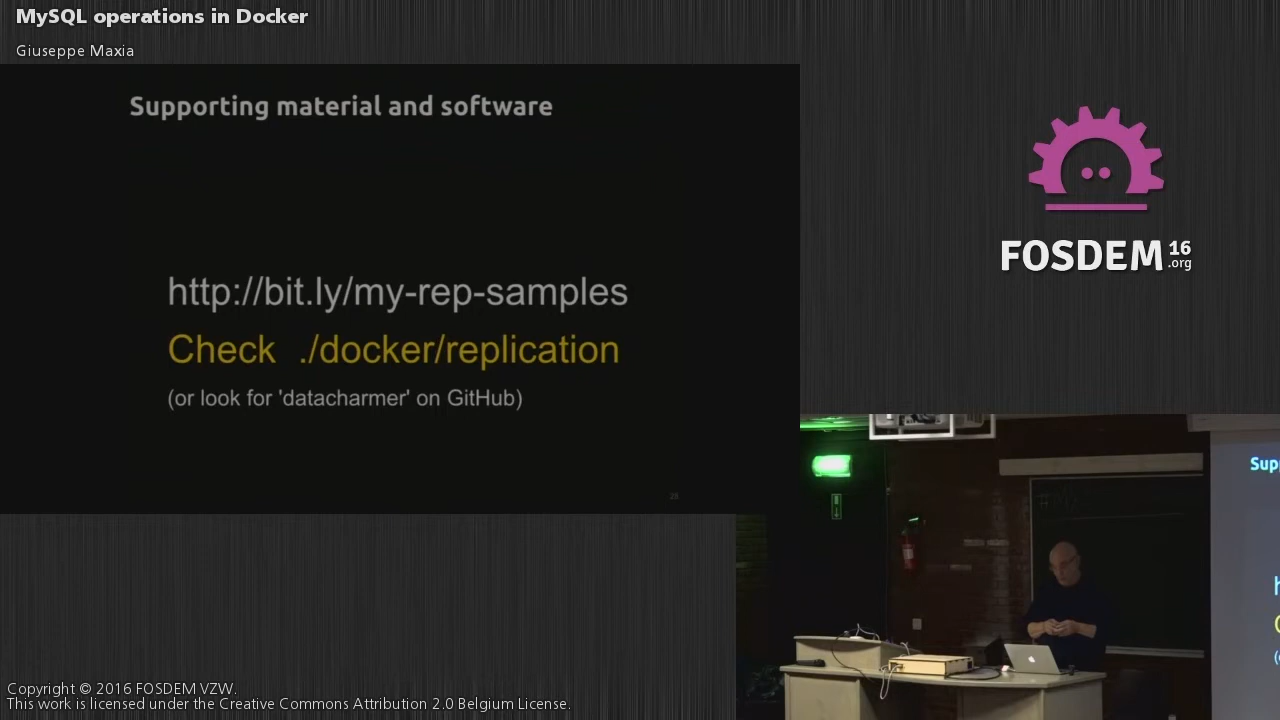 MySQL operations in Docker
Giuseppe Maxia
Supporting material and software
http://bit.ly/my-rep-samples
Check ./docker/replication
(or look for 'datacharmer' on GitHub)
28
FOSDEM 16
.org
Sup
h
Copyright © 2016 FOSDEM VZW.
This work is licensed under the Creative Commons Attribution 2.0 Belgium License.